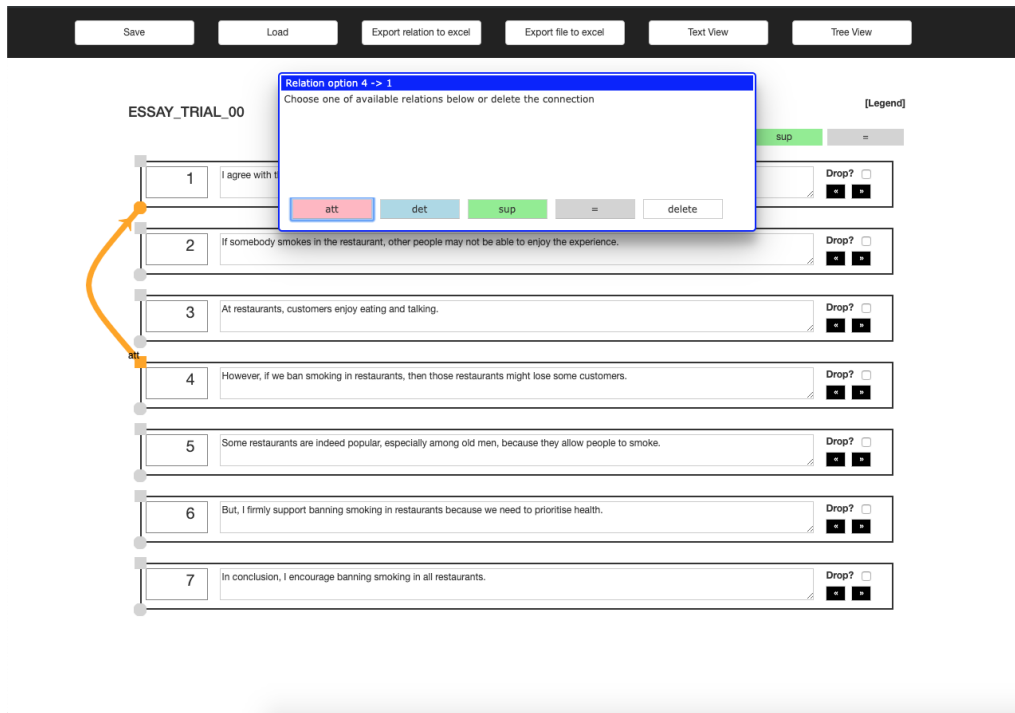 Save Load Export relation to excel Export file to excel Text View Tree View
Relation option 4 -> 1
Choose one of available relations below or delete the connection
att det sup = delete
ESSAY_TRIAL_00
[Legend]
sup =
1 I agree with Drop?
« »
2 If somebody smokes in the restaurant, other people may not be able to enjoy the experience. Drop?
« »
3 At restaurants, customers enjoy eating and talking. Drop?
« »
att
4 However, if we ban smoking in restaurants, then those restaurants might lose some customers. Drop?
« »
5 Some restaurants are indeed popular, especially among old men, because they allow people to smoke. Drop?
« »
6 But, I firmly support banning smoking in restaurants because we need to prioritise health. Drop?
« »
7 In conclusion, I encourage banning smoking in all restaurants. Drop?
« »